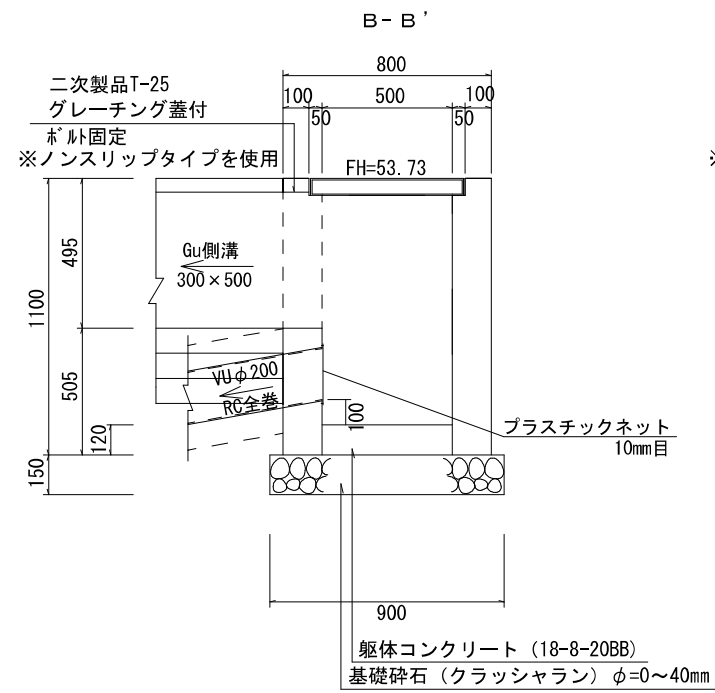 B-B'
800
100 500 100
50 50
二次製品T-25
グレーチング蓋付
ボルト固定
※ノンスリップタイプを使用
※
FH=53.73
1100
495
505
120
150
Gu側溝
300×500
VUφ200
RC全巻
100
プラスチックネット
10mm目
900
躯体コンクリート (18-8-20BB)
基礎砕石 (クラッシャラン) φ=0～40mm